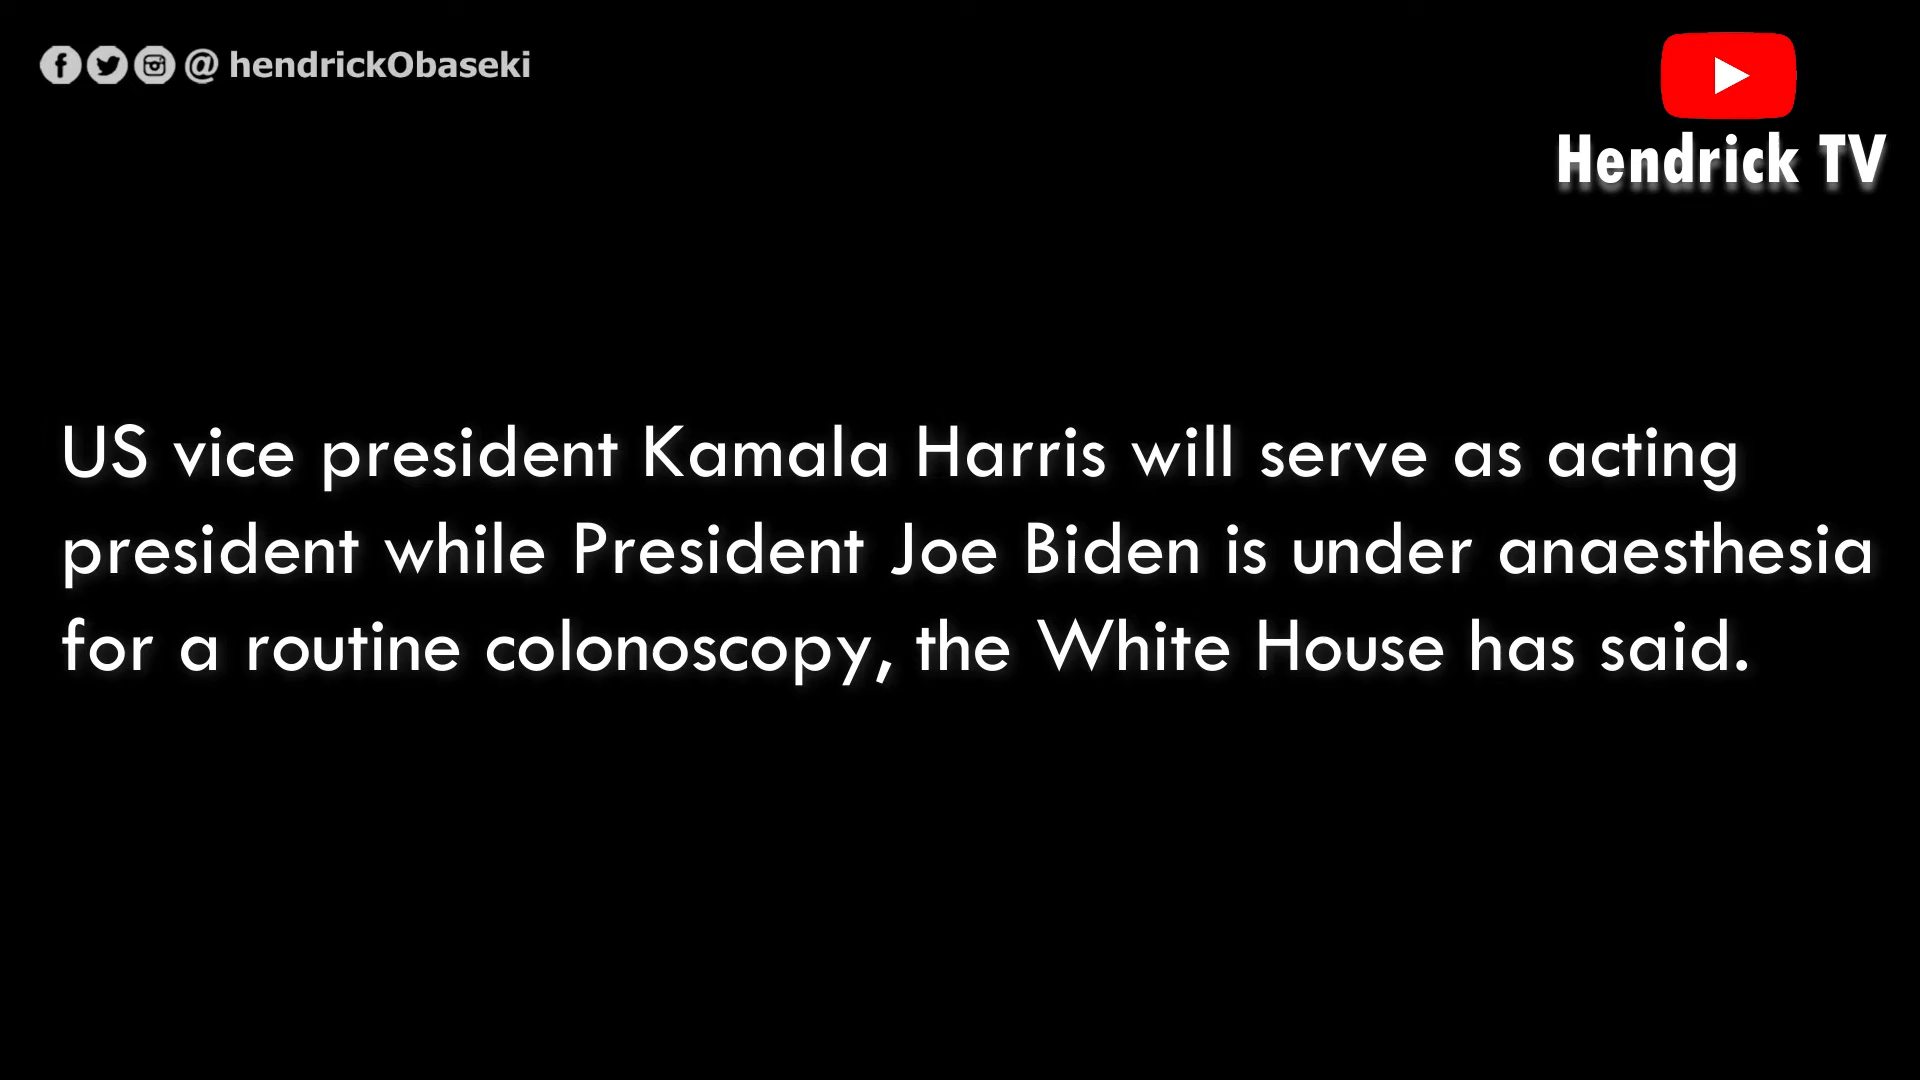 @ hendrickObaseki
Hendrick TV
US vice president Kamala Harris will serve as acting
president while President Joe Biden is under anaesthesia
for a routine colonoscopy, the White House has said.